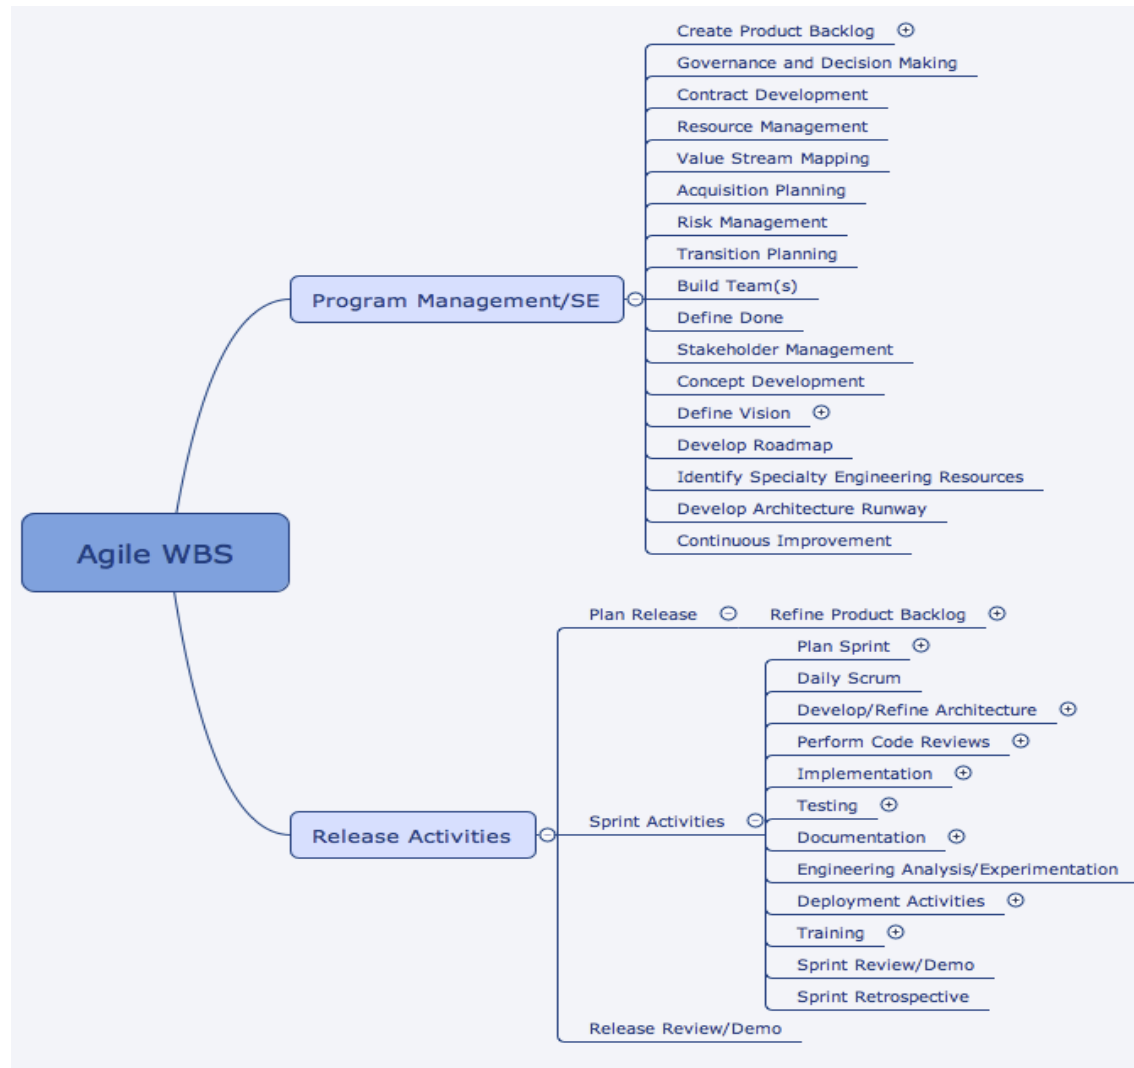 Create Product Backlog
Governance and Decision Making
Contract Development
Resource Management
Value Stream Mapping
Acquisition Planning
Risk Management
Transition Planning
Program Management/SE
Build Team(s)
Define Done
Stakeholder Management
Concept Development
Define Vision
Develop Roadmap
Identify Specialty Engineering Resources
Develop Architecture Runway
Continuous Improvement
Agile WBS
Release Activities
Plan Release
Refine Product Backlog
Sprint Activities
Plan Sprint
Daily Scrum
Develop/Refine Architecture
Perform Code Reviews
Implementation
Testing
Documentation
Engineering Analysis/Experimentation
Deployment Activities
Training
Sprint Review/Demo
Sprint Retrospective
Release Review/Demo